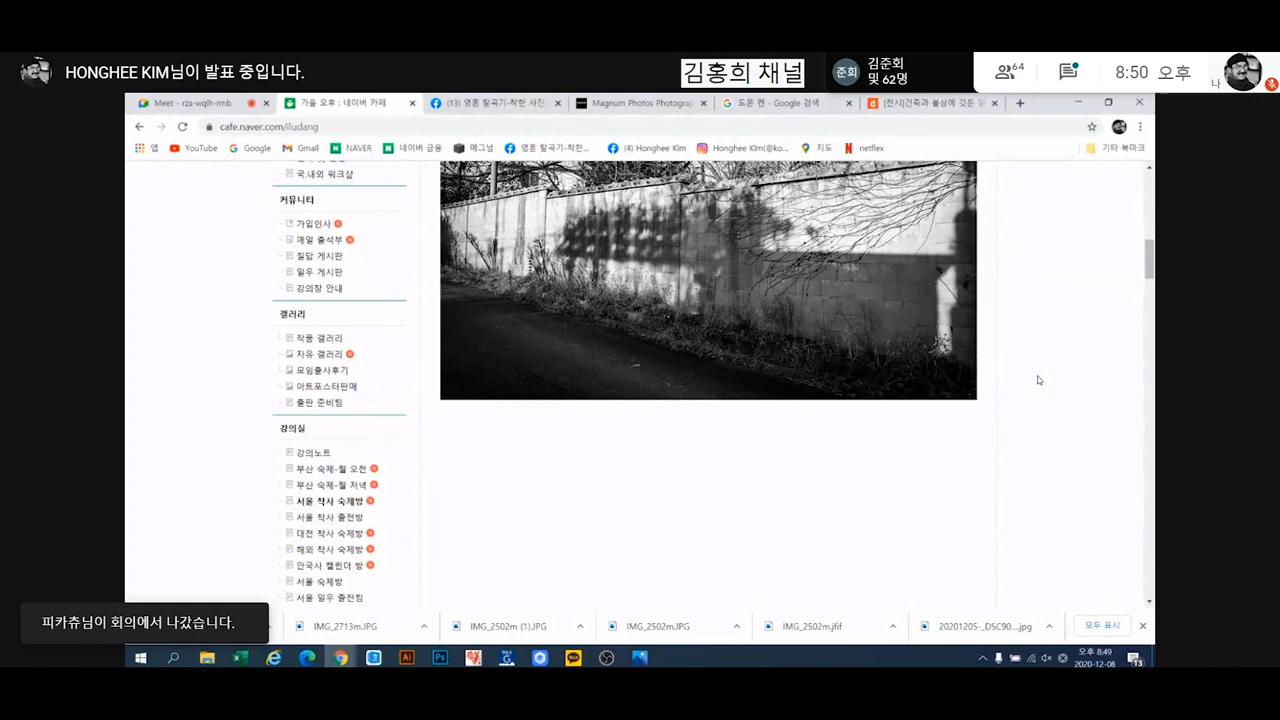 HONGHEE KIM님이 발표 중입니다.
김홍희 채널
준회
김준회
및 62명
64
8:50 오후
나
Meet - rzx-wqlh-rmb
가을 오후 : 네이버 카페
(13) 영혼 탈곡기-착한 사진
Magnum Photos Photograp
도몬 켄 - Google 검색
[전시]건축과 불상에 깃든 일
cafe.naver.com/iludang
앱
YouTube
Google
Gmail
NAVER
네이버 금융
메그넘
영혼 탈곡기-착한...
(4) Honghee Kim
Honghee Kim(@ko...
지도
netflex
기타 북마크
국.내외 워크샵
커뮤니티
가입인사
매일 출석부
질답 게시판
일우 게시판
강의장 안내
갤러리
작품 갤러리
자유 갤러리
모임출사후기
아트포스터판매
출판 준비팀
강의실
강의노트
부산 숙제-월 오전
부산 숙제-월 저녁
서울 착사 숙제방
서울 착사 출전방
대전 착사 숙제방
해외 착사 숙제방
안국사 캘린더 방
서울 숙제방
서울 일우 출전팀
피카츄님이 회의에서 나갔습니다.
IMG_2713m.JPG
IMG_2502m (1).JPG
IMG_2502m.JPG
IMG_2502m.jfif
20201205-_DSC90....jpg
모두 표시
오후 8:49
2020-12-08
13